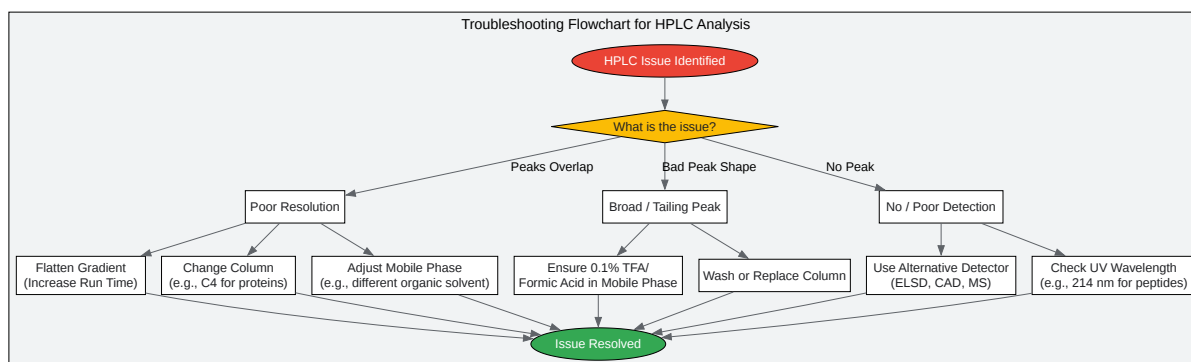 Troubleshooting Flowchart for HPLC Analysis
HPLC Issue Identified
What is the issue?
Peaks Overlap
Bad Peak Shape
No Peak
Poor Resolution
Broad / Tailing Peak
No / Poor Detection
Flatten Gradient
(Increase Run Time)
Change Column
(e.g., C4 for proteins)
Adjust Mobile Phase
(e.g., different organic solvent)
Ensure 0.1% TFA/
Formic Acid in Mobile Phase
Wash or Replace Column
Use Alternative Detector
(ELSD, CAD, MS)
Check UV Wavelength
(e.g., 214 nm for peptides)
Issue Resolved